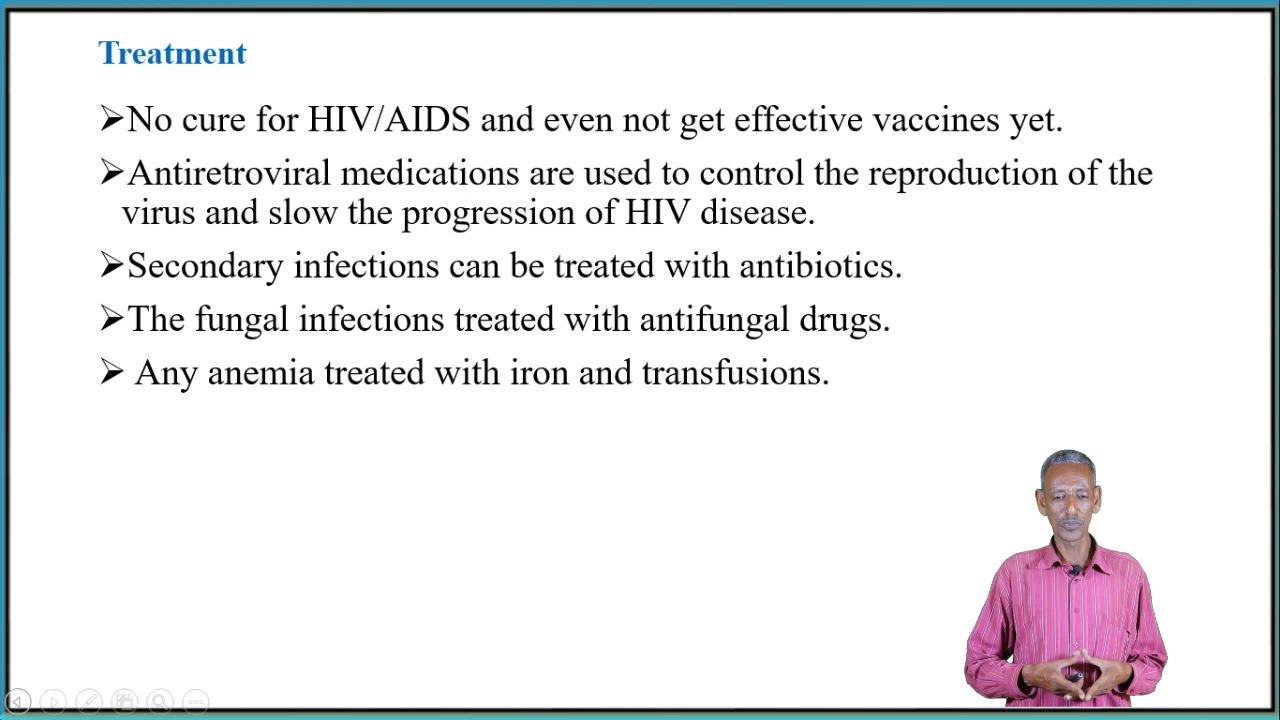 Treatment
➢No cure for HIV/AIDS and even not get effective vaccines yet.
➢Antiretroviral medications are used to control the reproduction of the
virus and slow the progression of HIV disease.
➢Secondary infections can be treated with antibiotics.
➢The fungal infections treated with antifungal drugs.
➢ Any anemia treated with iron and transfusions.